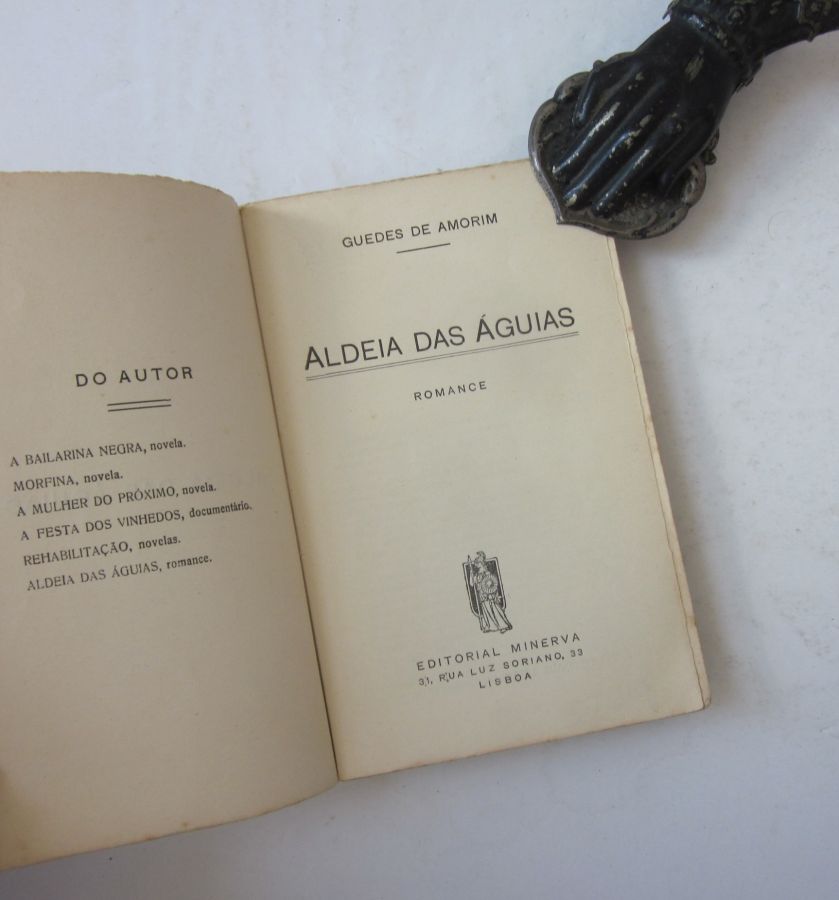 DO AUTOR
A BAILARINA NEGRA, novela.
MORFINA, novela.
A MULHER DO PRÓXIMO, novela.
A FESTA DOS VINHEDOS, documentário.
REHABILITAÇÃO, novelas.
ALDEIA DAS ÁGUIAS, romance.
GUEDES DE AMORIM
ALDEIA DAS ÁGUIAS
ROMANCE
EDITORIAL MINERVA
31, RUA LUZ SORIANO, 33
LISBOA